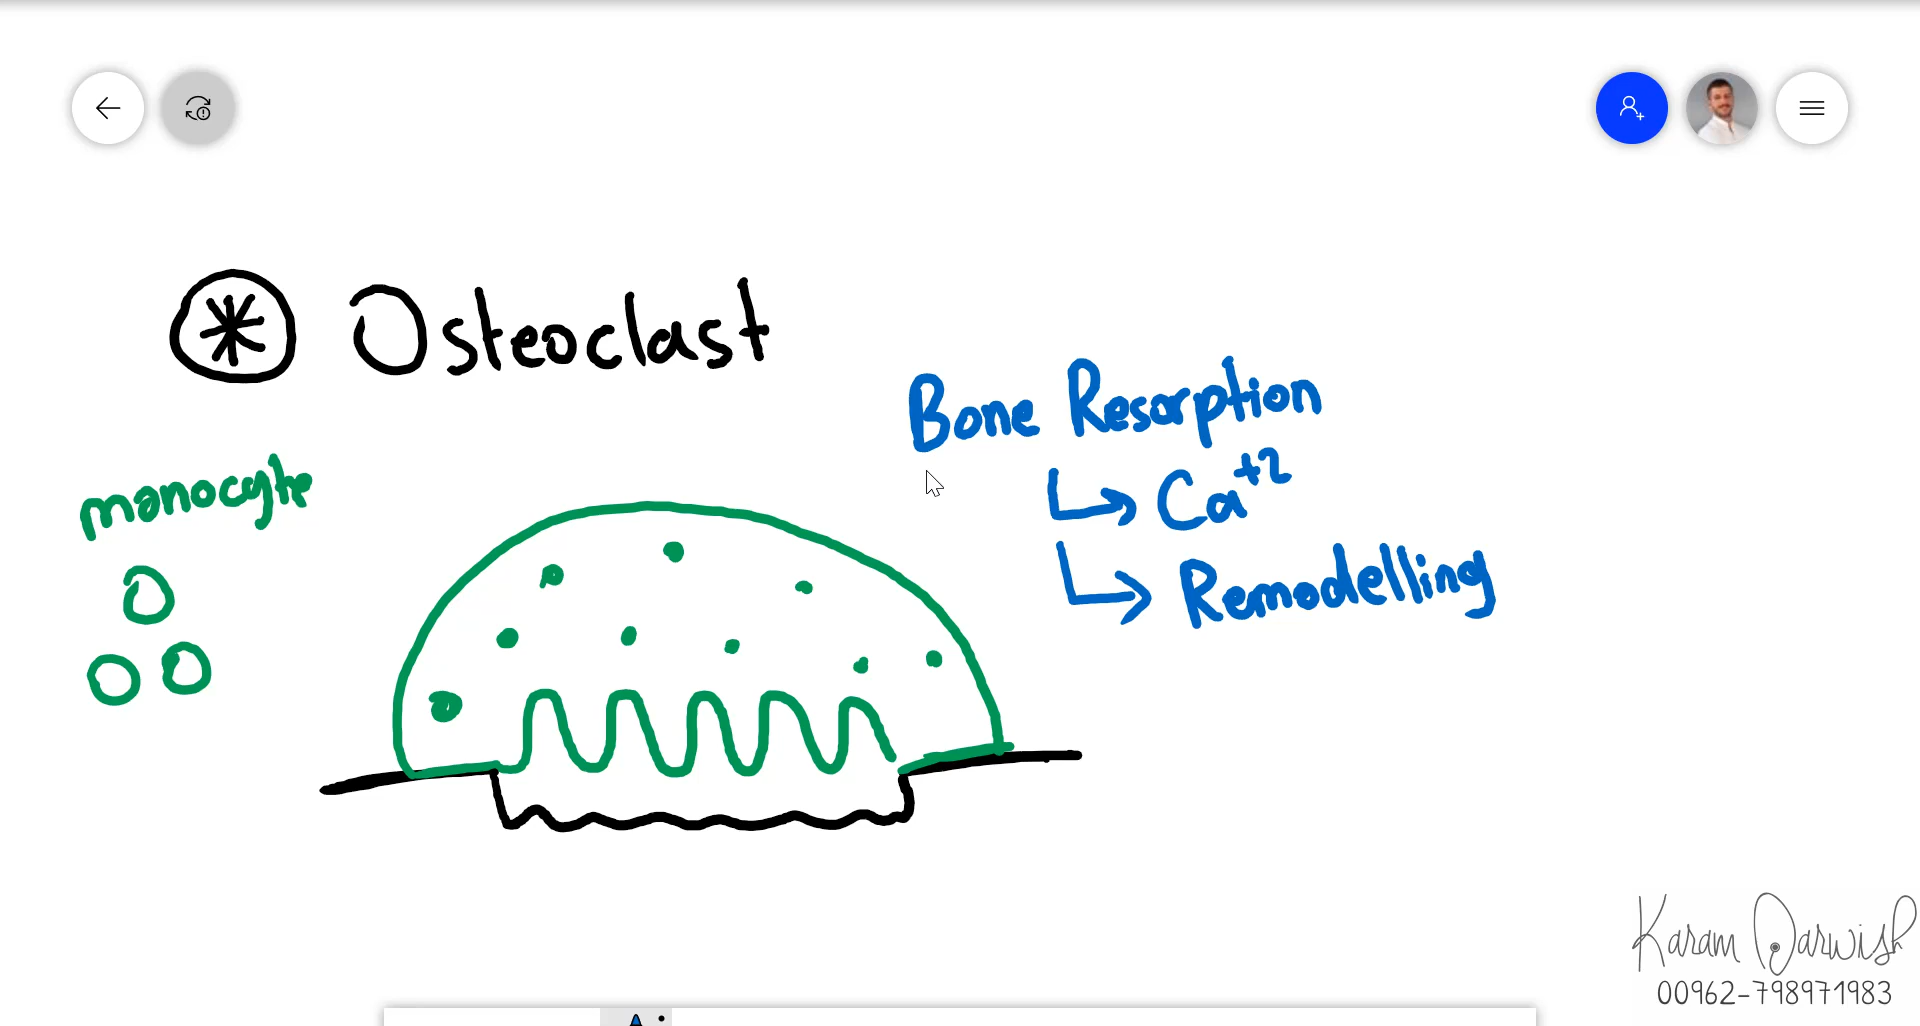 Osteoclast
Bone Resorption
Ca+2
Remodelling
monocyte
Karam Darwish
00962-798971983